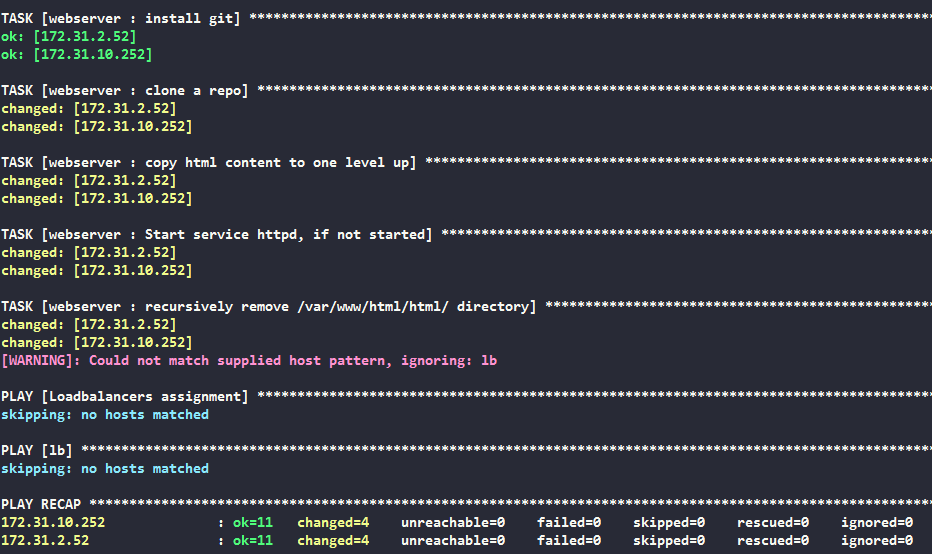 TASK [webserver : install git] *************************************************************************************
ok: [172.31.2.52]
ok: [172.31.10.252]
TASK [webserver : clone a repo] ************************************************************************************
changed: [172.31.2.52]
changed: [172.31.10.252]
TASK [webserver : copy html content to one level up] ***************************************************************
changed: [172.31.2.52]
changed: [172.31.10.252]
TASK [webserver : Start service httpd, if not started] *************************************************************
changed: [172.31.2.52]
changed: [172.31.10.252]
TASK [webserver : recursively remove /var/www/html/html/ directory] ************************************************
changed: [172.31.2.52]
changed: [172.31.10.252]
[WARNING]: Could not match supplied host pattern, ignoring: lb
PLAY [Loadbalancers assignment] ************************************************************************************
skipping: no hosts matched
PLAY [lb] **********************************************************************************************************
skipping: no hosts matched
PLAY RECAP *********************************************************************************************************
172.31.10.252 : ok=11 changed=4 unreachable=0 failed=0 skipped=0 rescued=0 ignored=0
172.31.2.52 : ok=11 changed=4 unreachable=0 failed=0 skipped=0 rescued=0 ignored=0